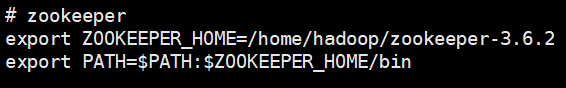 # zookeeper
export ZOOKEEPER_HOME=/home/hadoop/zookeeper-3.6.2
export PATH=$PATH:$ZOOKEEPER_HOME/bin